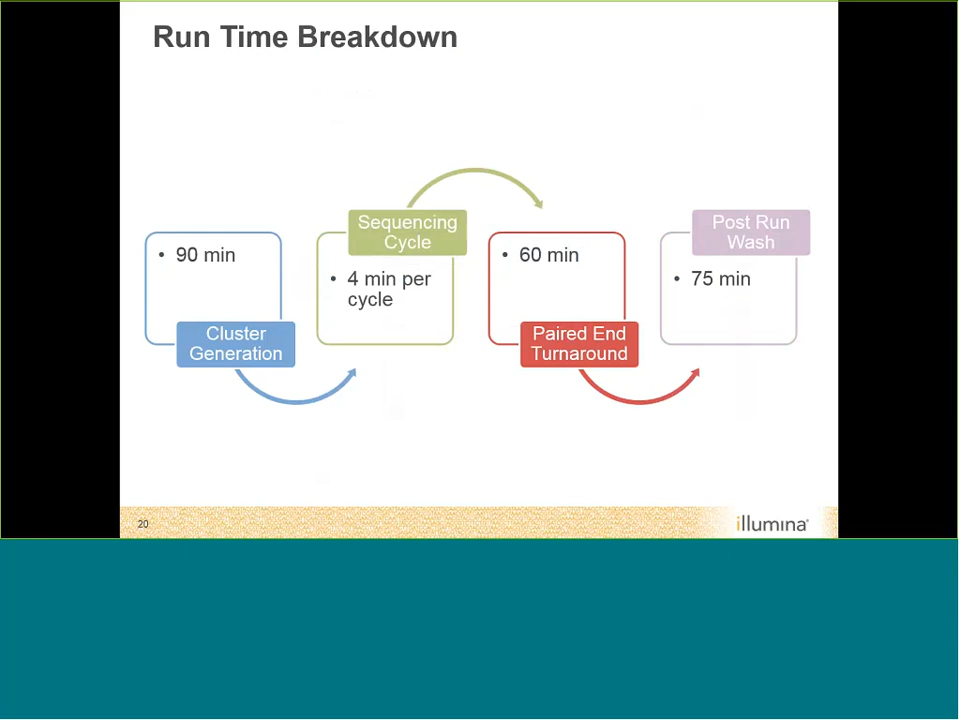 Run Time Breakdown
• 90 min
Cluster
Generation
Sequencing
Cycle
• 4 min per
cycle
• 60 min
Paired End
Turnaround
Post Run
Wash
• 75 min
20
illumina®